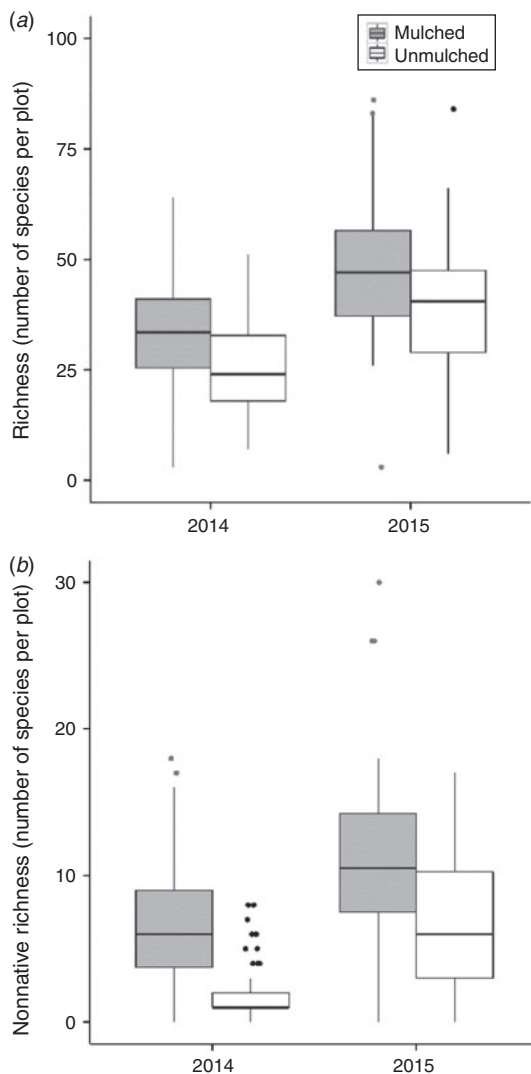 (a)
100
75
50
25
0
Richness (number of species per plot)
Mulched
Unmulched
2014
2015
(b)
30
20
10
0
Nonnative richness (number of species per plot)
2014
2015